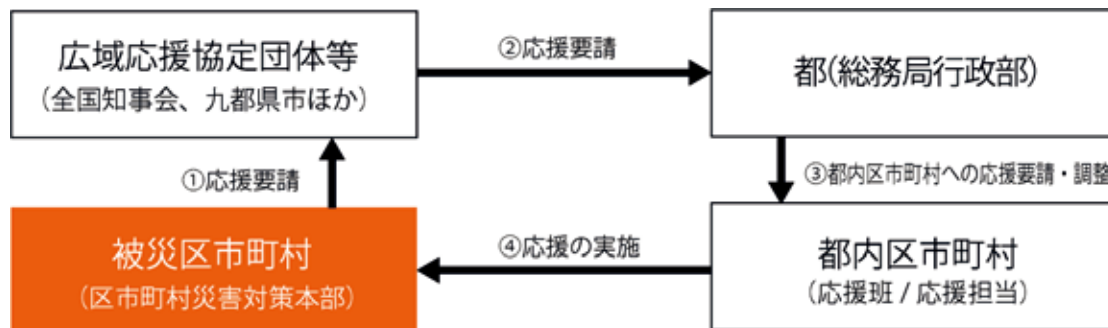 広域応援協定団体等
(全国知事会、九都県市ほか)
②応援要請
都(総務局行政部)
①応援要請
③都内区市町村への応援要請・調整
被災区市町村
(区市町村災害対策本部)
④応援の実施
都内区市町村
(応援班 / 応援担当)